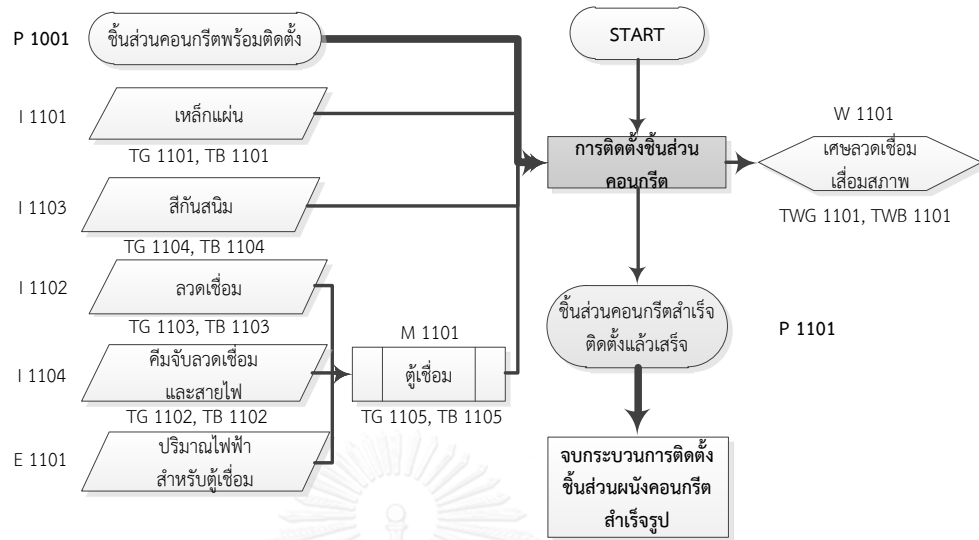 P 1001
ชิ้นส่วนคอนกรีตพร้อมติดตั้ง
START
I 1101
เหล็กแผ่น
TG 1101, TB 1101
การติดตั้งชิ้นส่วน
คอนกรีต
W 1101
เศษลวดเชื่อม
เสื่อมสภาพ
TWG 1101, TWB 1101
I 1103
สีกันสนิม
TG 1104, TB 1104
I 1102
ลวดเชื่อม
TG 1103, TB 1103
ชิ้นส่วนคอนกรีตสำเร็จ
ติดตั้งแล้วเสร็จ
P 1101
M 1101
I 1104
คีมจับลวดเชื่อม
และสายไฟ
TG 1102, TB 1102
ตู้เชื่อม
TG 1105, TB 1105
E 1101
ปริมาณไฟฟ้า
สำหรับตู้เชื่อม
จบกระบวนการติดตั้ง
ชิ้นส่วนผนังคอนกรีต
สำเร็จรูป